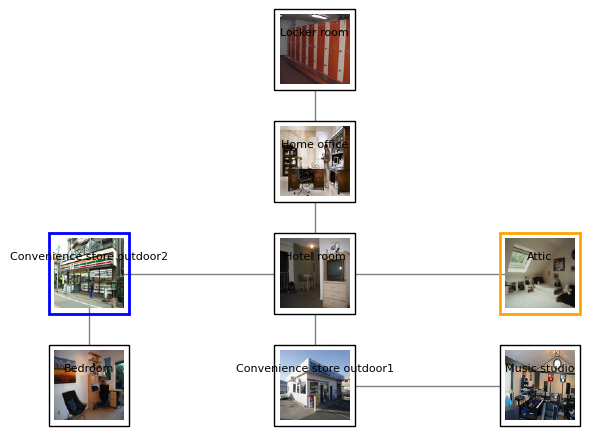 Locker room
Home office
Convenience store outdoor2
Hotel room
Attic
Bedroom
Convenience store outdoor1
Music studio